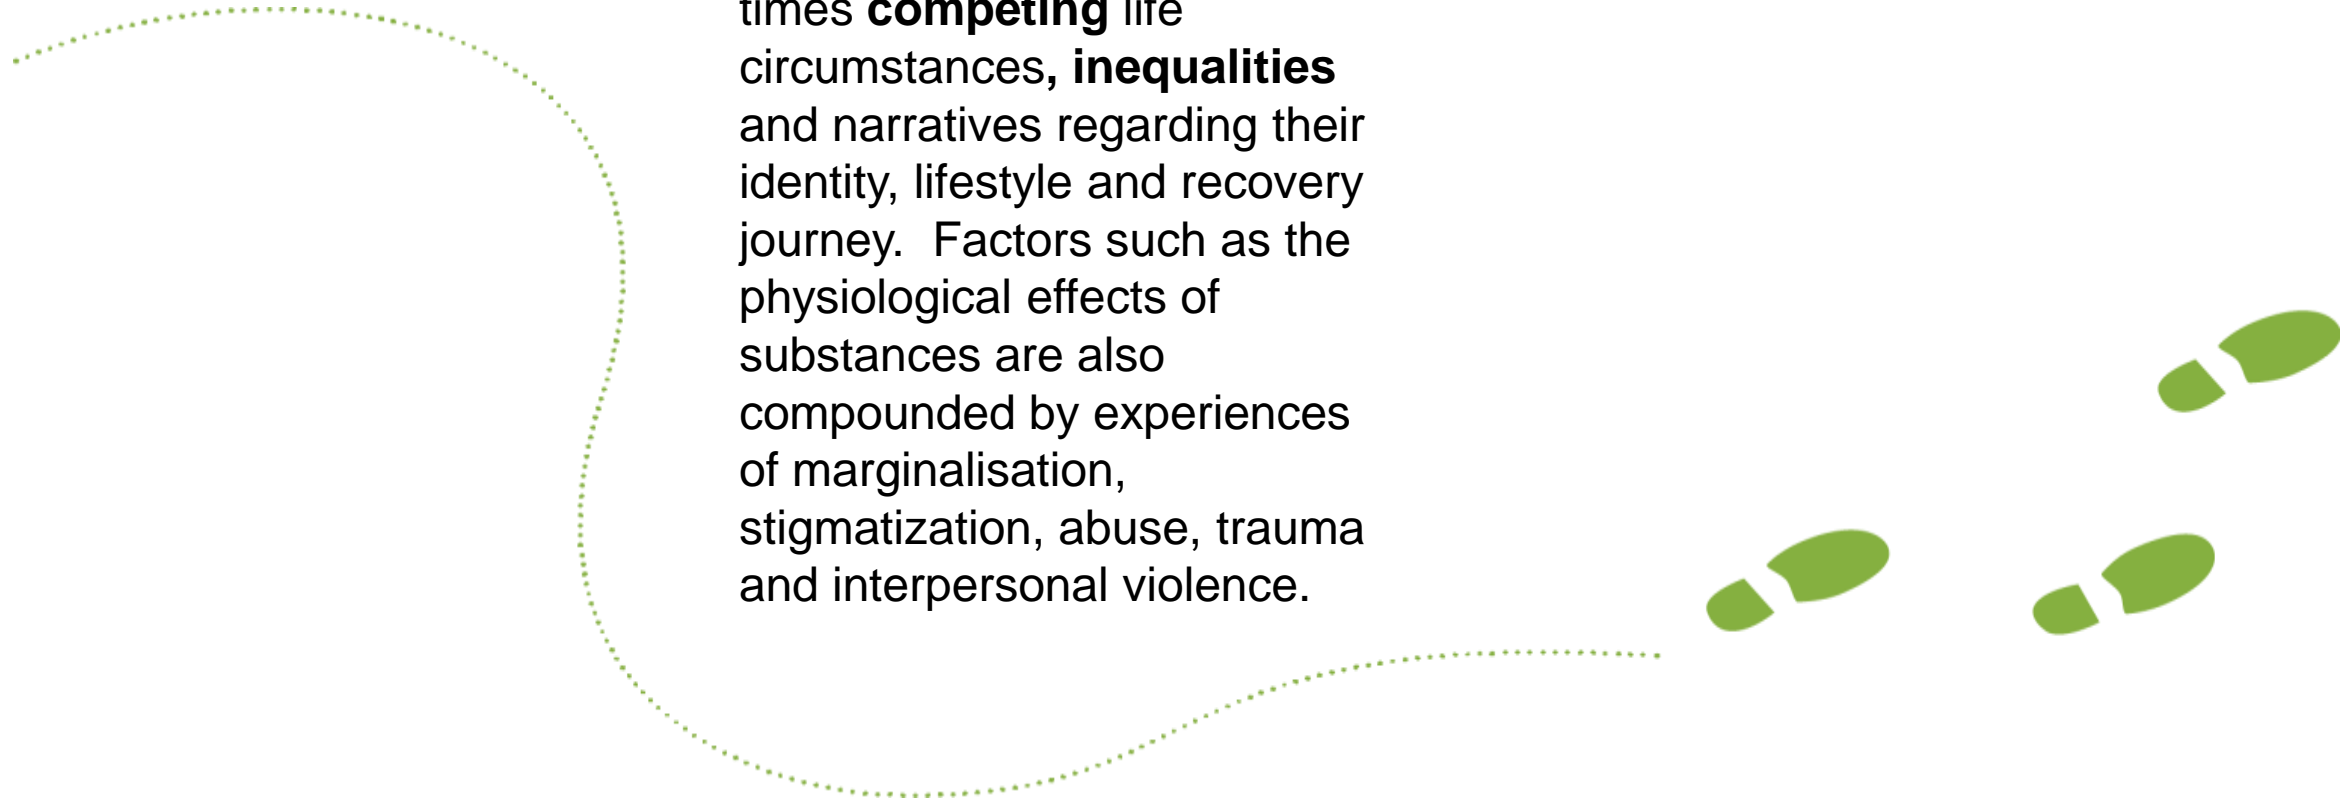 times competing life
circumstances, inequalities
and narratives regarding their
identity, lifestyle and recovery
journey.  Factors such as the
physiological effects of
substances are also
compounded by experiences
of marginalisation,
stigmatization, abuse, trauma
and interpersonal violence.